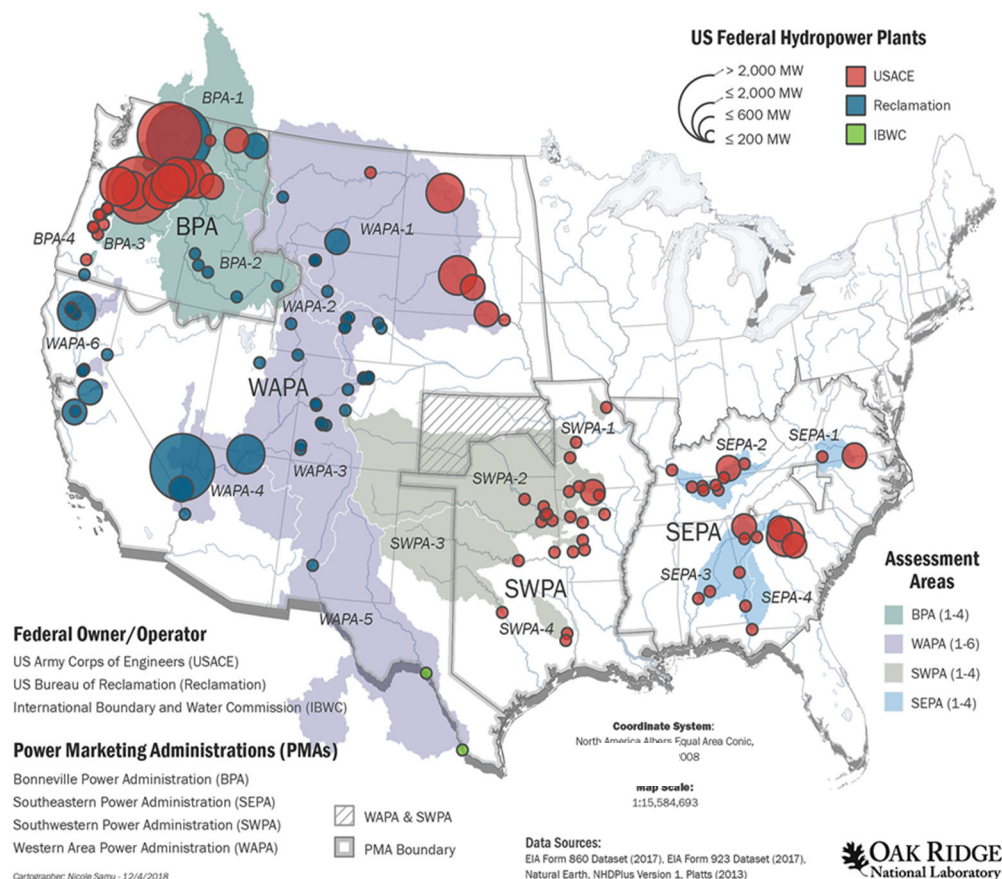 US Federal Hydropower Plants
> 2,000 MW
≤ 2,000 MW
≤ 600 MW
≤ 200 MW
USACE
Reclamation
IBWC
BPA-1
BPA-4
BPA-3
BPA
BPA-2
WAPA-1
WAPA-2
WAPA-6
WAPA
WAPA-3
WAPA-4
WAPA-5
SWPA-1
SWPA-2
SWPA-3
SWPA
SWPA-4
SEPA-2
SEPA-1
SEPA
SEPA-3
SEPA-4
Assessment
Areas
BPA (1-4)
WAPA (1-6)
SWPA (1-4)
SEPA (1-4)
Federal Owner/Operator
US Army Corps of Engineers (USACE)
US Bureau of Reclamation (Reclamation)
International Boundary and Water Commission (IBWC)
Power Marketing Administrations (PMAs)
Bonneville Power Administration (BPA)
Southeastern Power Administration (SEPA)
Southwestern Power Administration (SWPA)
Western Area Power Administration (WAPA)
Cartographer: Nicole Samu - 12/4/2018
WAPA & SWPA
PMA Boundary
Coordinate System:
North America Albers Equal Area Conic,
:008
Map Scale:
1:15,584,693
Data Sources:
EIA Form 860 Dataset (2017), EIA Form 923 Dataset (2017),
Natural Earth, NHDPlus Version 1, Platts (2013)
OAK RIDGE
National Laboratory